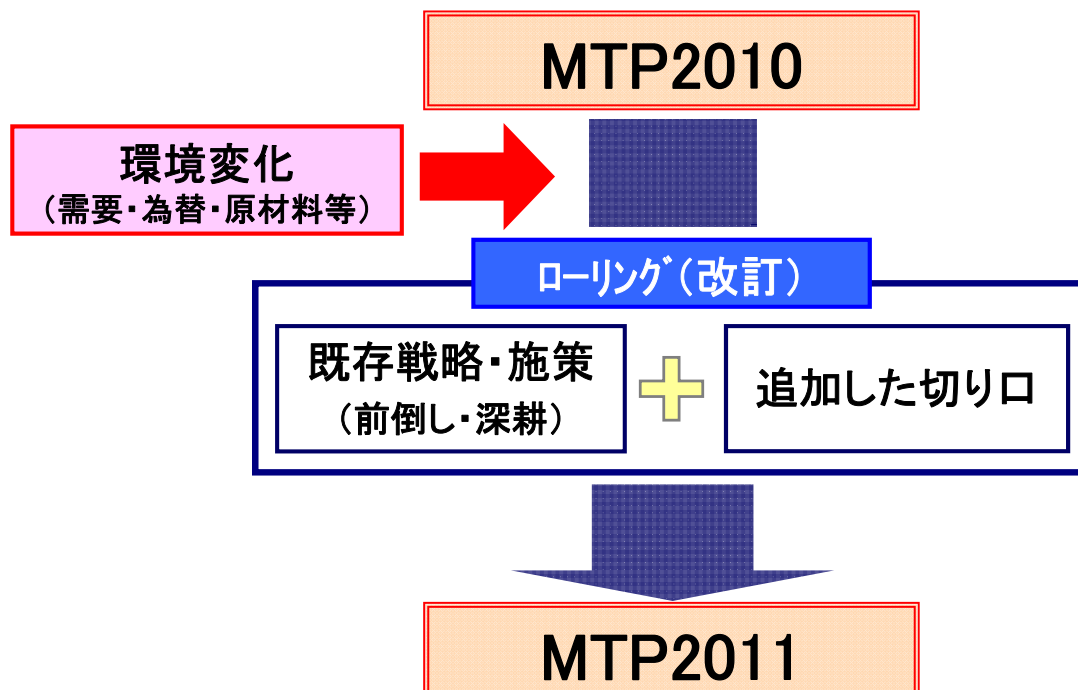 MTP2010
環境変化
（需要・為替・原材料等）
ﾛｰﾘﾝｸﾞ（改訂）
既存戦略・施策
（前倒し・深耕）
追加した切り口
MTP2011